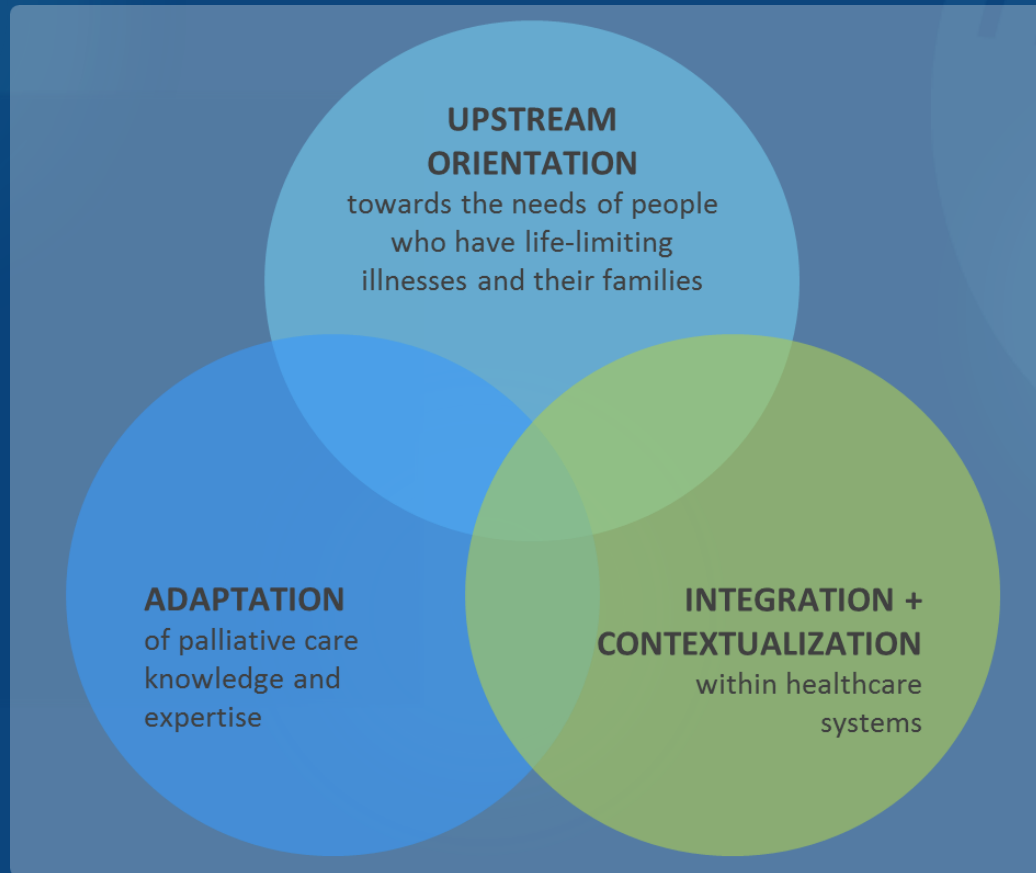 UPSTREAM
ORIENTATION
towards the needs of people
who have life-limiting
illnesses and their families
ADAPTATION
of palliative care
knowledge and
expertise
INTEGRATION +
CONTEXTUALIZATION
within healthcare
systems